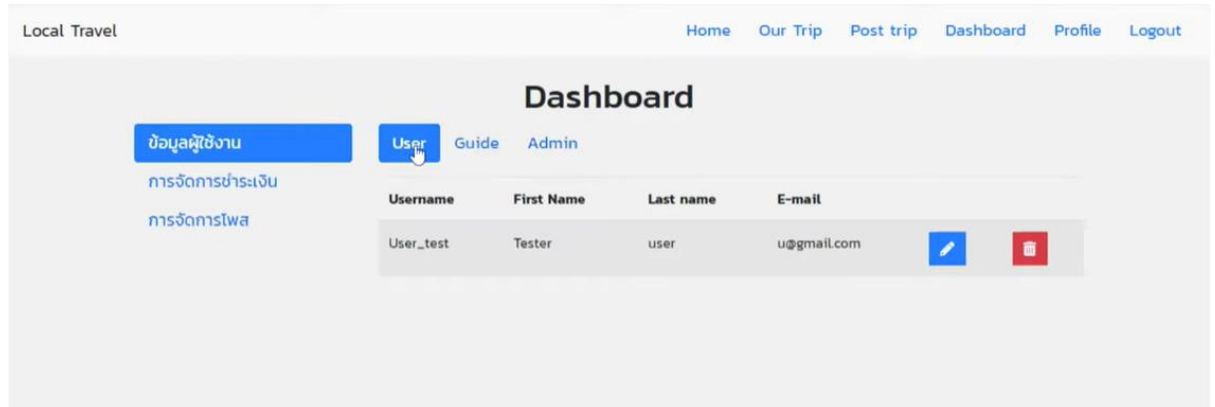 Local Travel Home Our Trip Post trip Dashboard Profile Logout
Dashboard
ข้อมูลผู้ใช้งาน
การจัดการชำระเงิน
การจัดการโพส
User Guide Admin
Username First Name Last name E-mail
User_test Tester user u@gmail.com